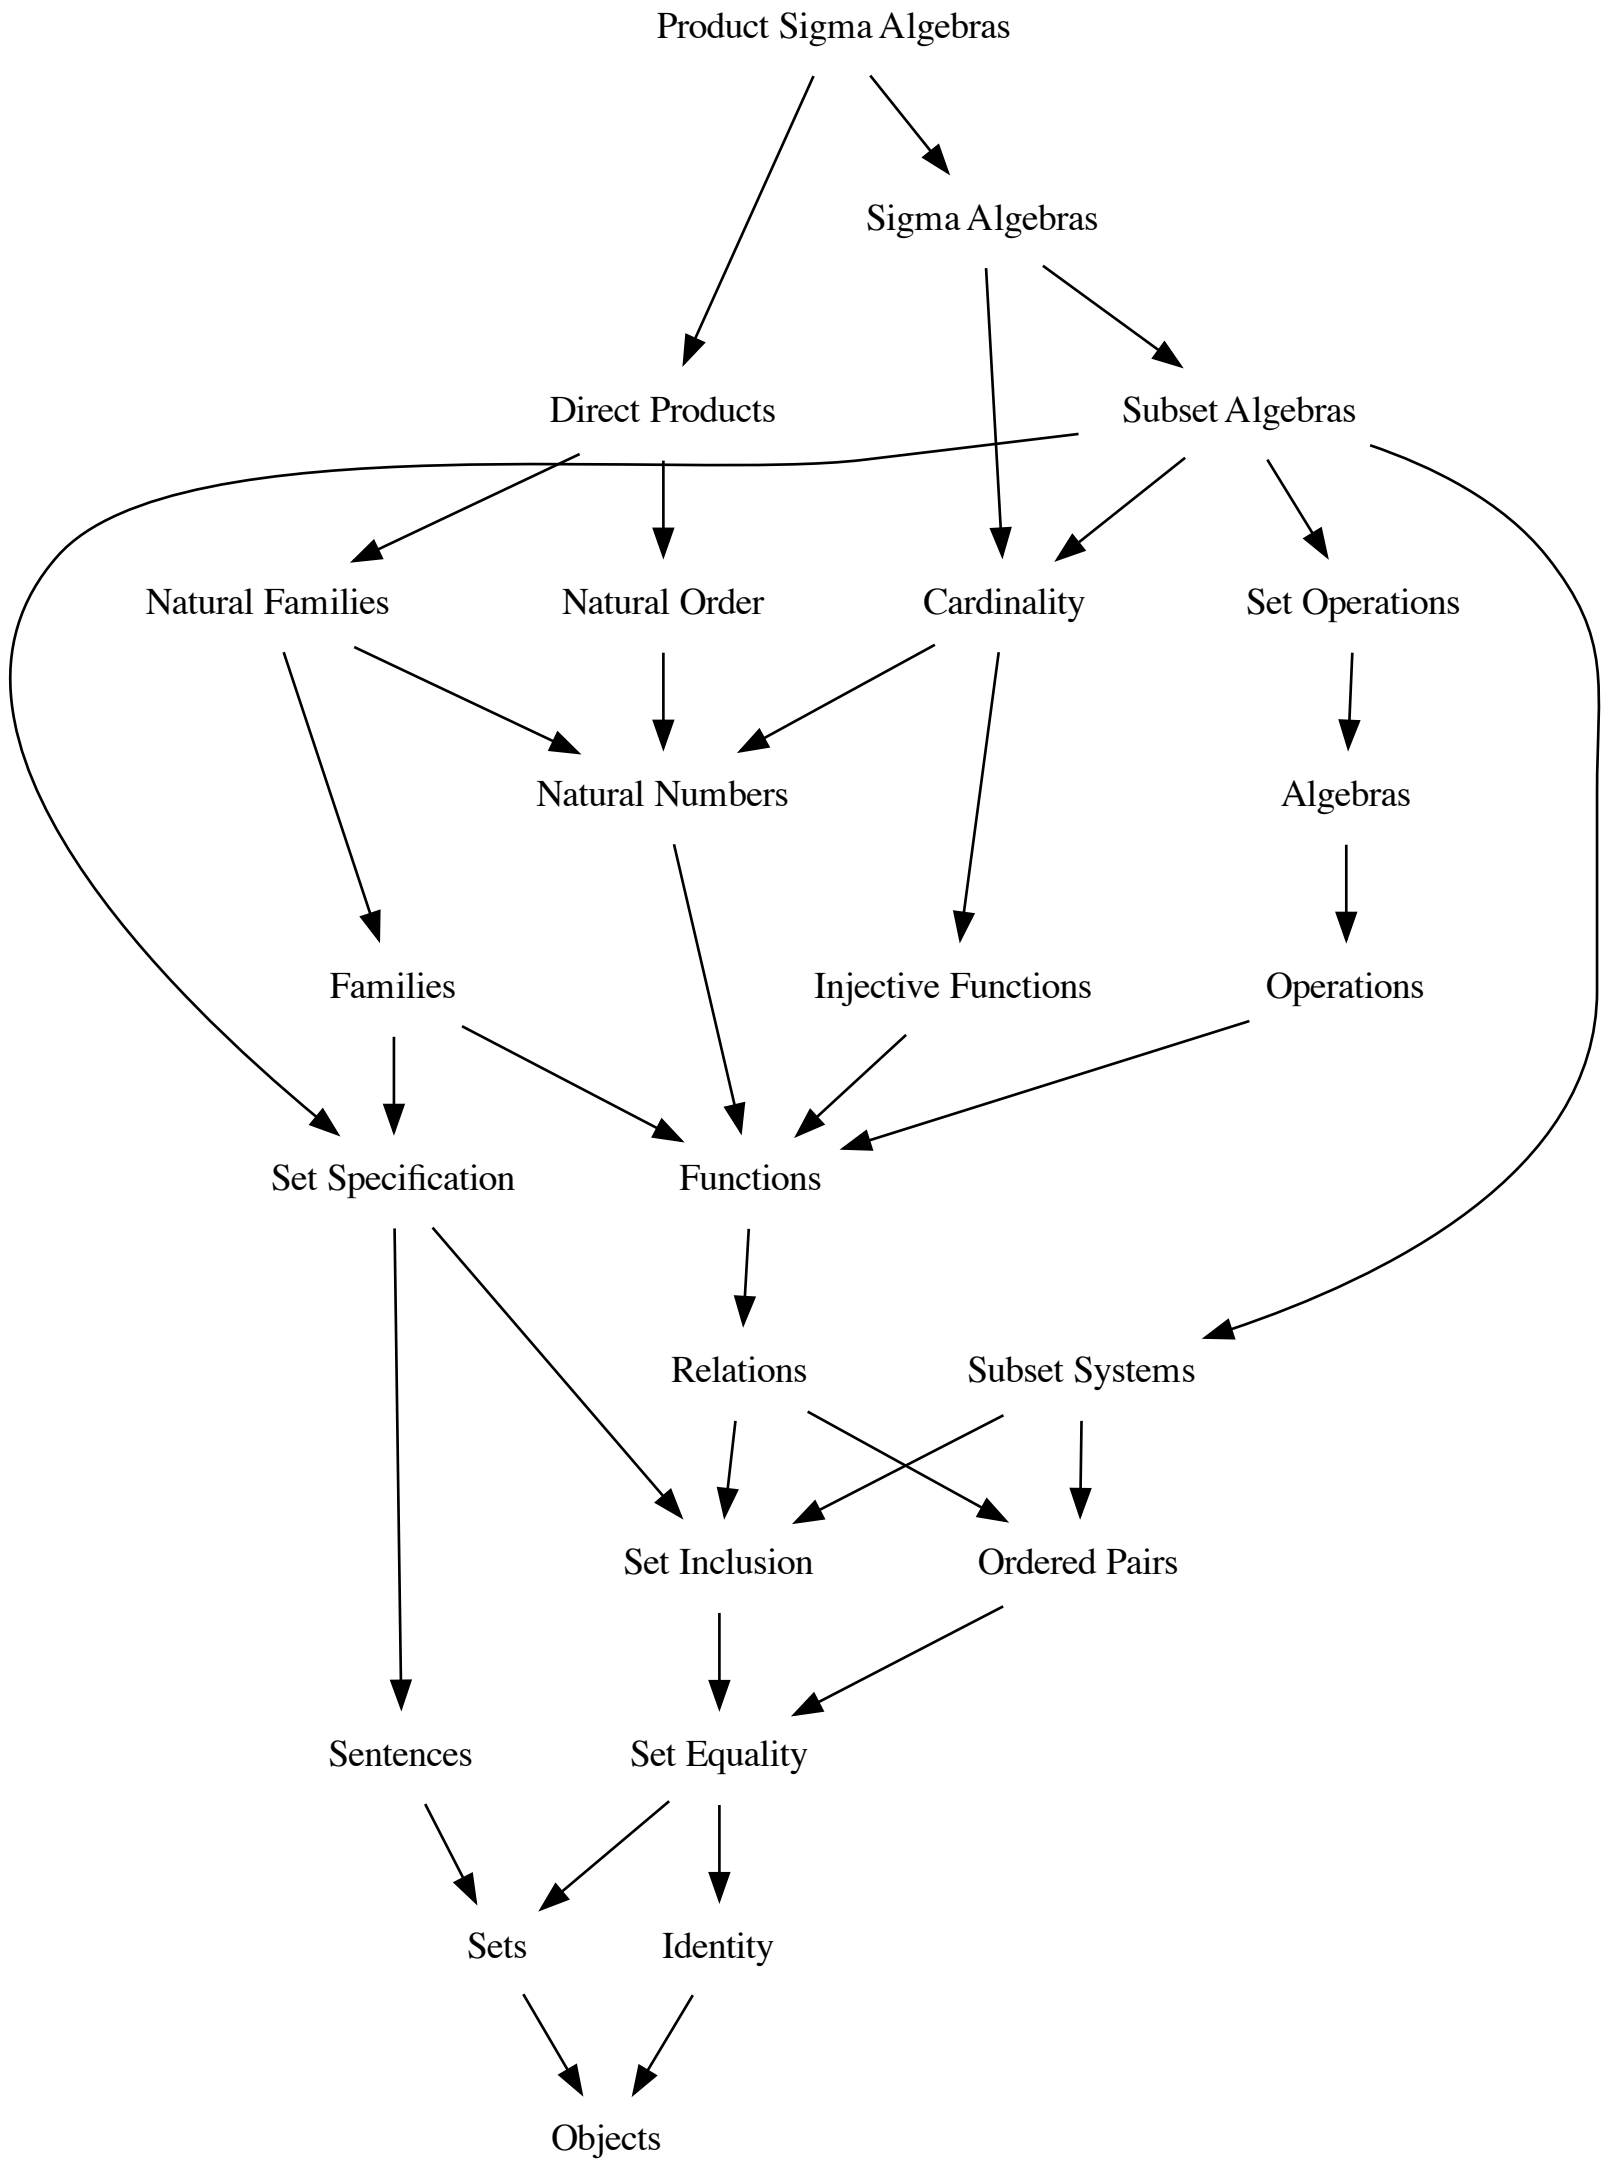 Product Sigma Algebras
Sigma Algebras
Direct Products
Subset Algebras
Natural Families
Natural Order
Cardinality
Set Operations
Natural Numbers
Algebras
Families
Injective Functions
Operations
Set Specification
Functions
Relations
Subset Systems
Set Inclusion
Ordered Pairs
Sentences
Set Equality
Sets
Identity
Objects